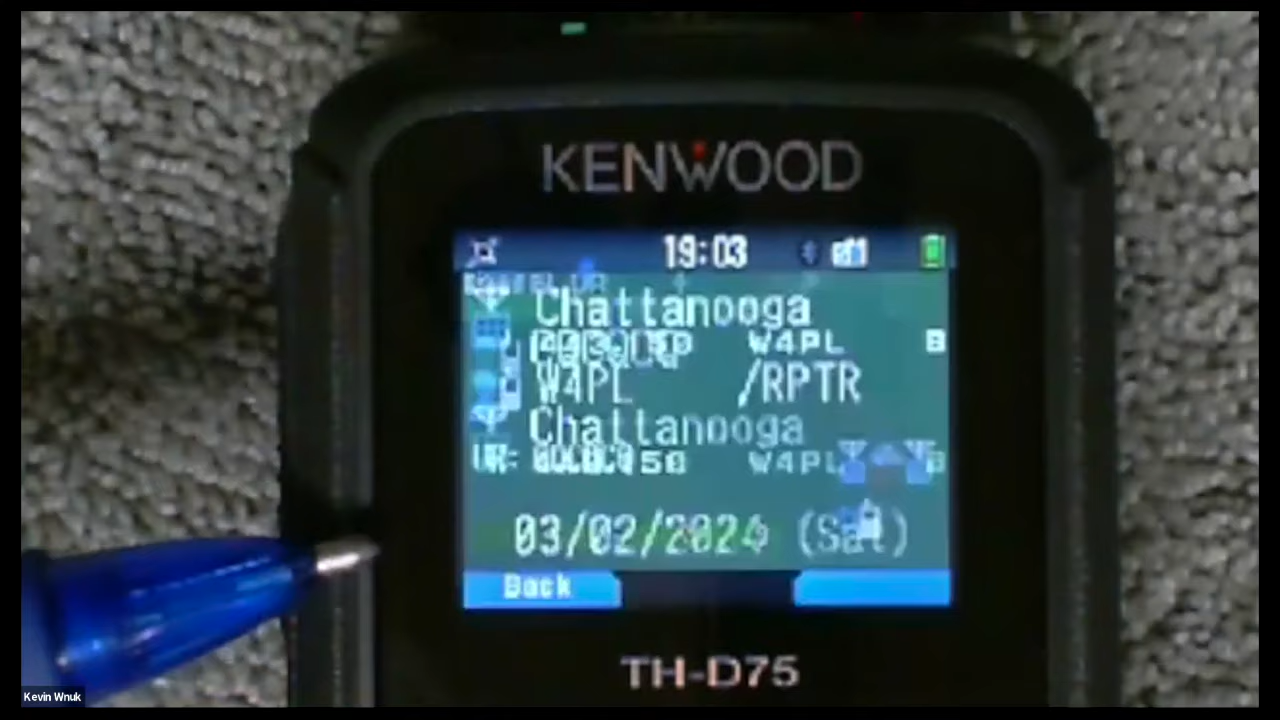 KENWOOD
19:03
Chattanooga
W4PL B
W4PL /RPTR
Chattanooga
UR: W4PL B
03/02/2024 (Sat)
Back
TH-D75
Kevin Wnuk